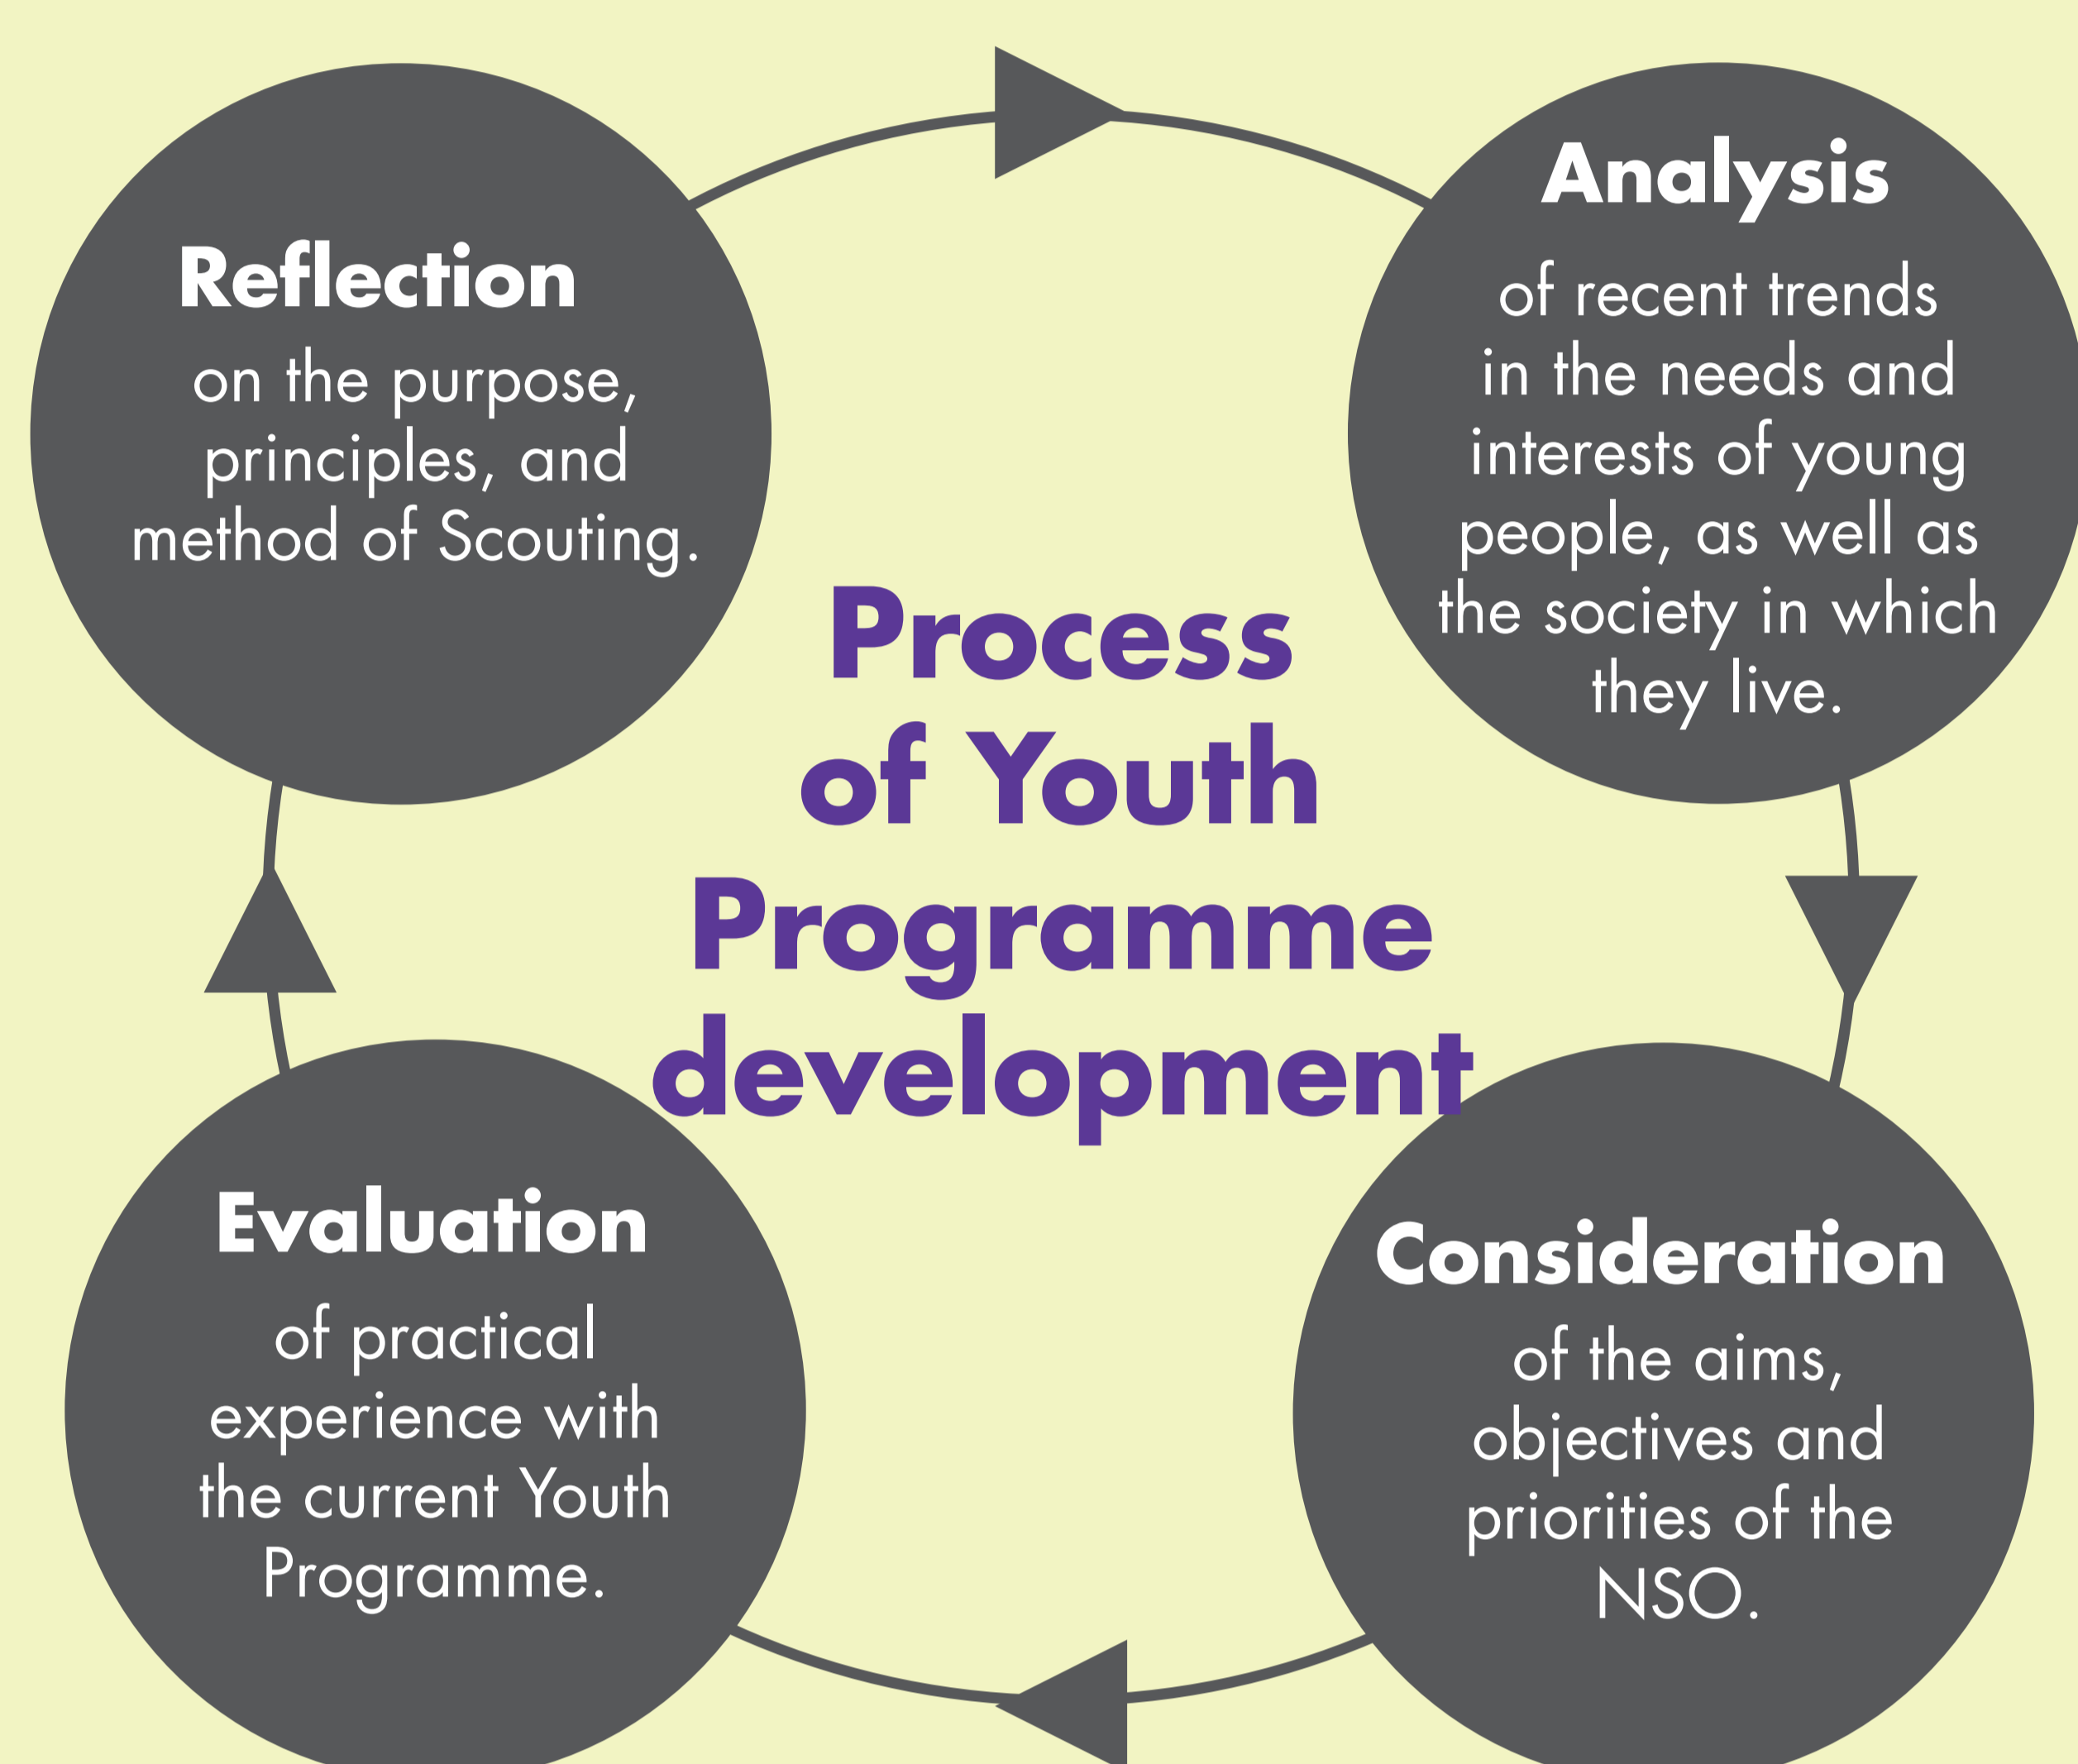 Reflection
on the purpose,
principles, and
method of Scouting.
Analysis
of recent trends
in the needs and
interests of young
people, as well as
the society in which
they live.
Process
of Youth
Programme
development
Evaluation
of practical
experience with
the current Youth
Programme.
Consideration
of the aims,
objectives and
priorities of the
NSO.